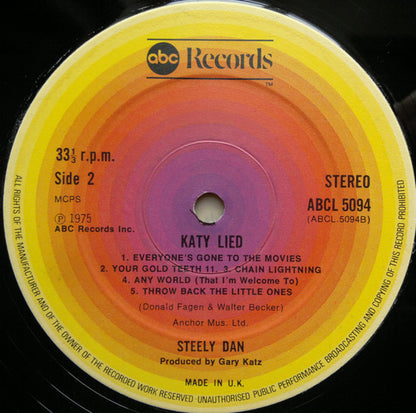 abc Records
™
33⅓ r.p.m.
Side 2
STEREO
MCPS
ABCL 5094
(ABCL.5094B)
Ⓟ 1975
ABC Records Inc.
KATY LIED
1. EVERYONE'S GONE TO THE MOVIES
2. YOUR GOLD TEETH 11. 3. CHAIN LIGHTNING
4. ANY WORLD (That I'm Welcome To)
5. THROW BACK THE LITTLE ONES
(Donald Fagen & Walter Becker)
Anchor Mus. Ltd.
STEELY DAN
Produced by Gary Katz
MADE IN U.K.
ALL RIGHTS OF THE MANUFACTURER AND OF THE OWNER OF THE RECORDED WORK RESERVED UNAUTHORISED PUBLIC PERFORMANCE BROADCASTING AND COPYING OF THIS RECORD PROHIBITED